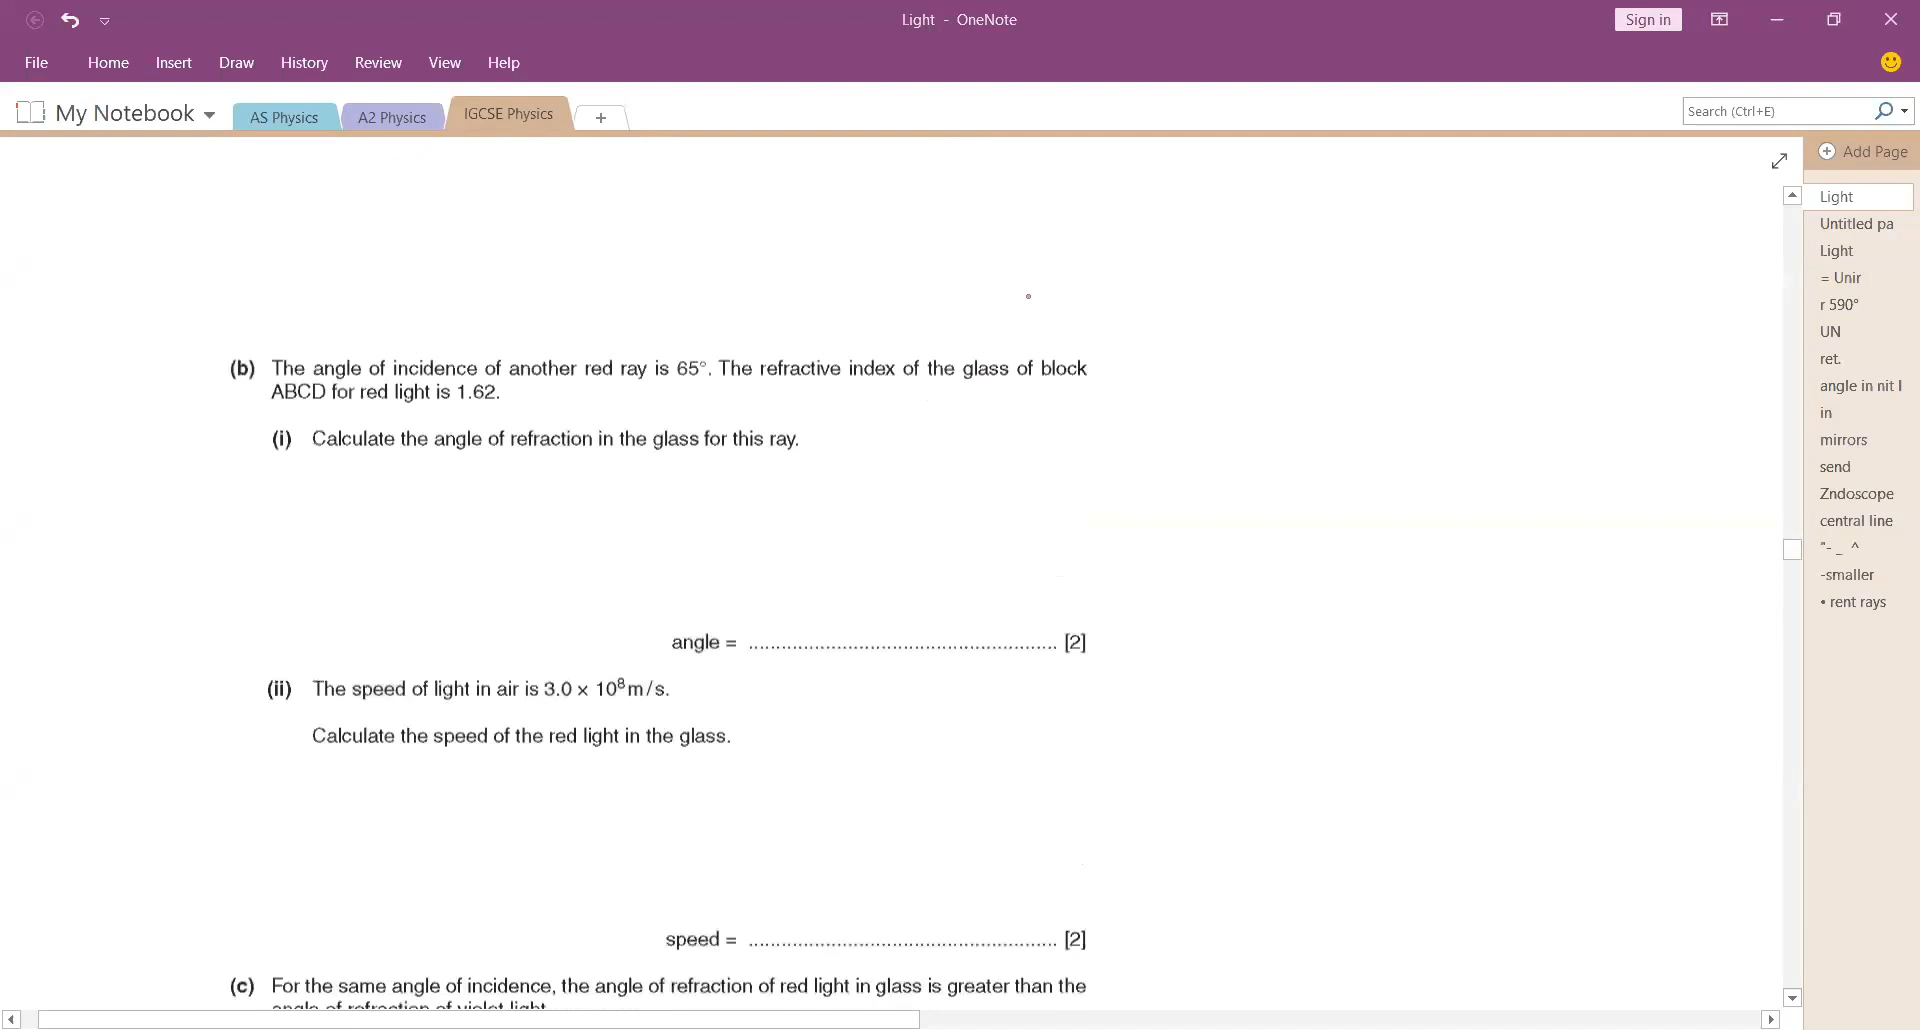 Light - OneNote
Sign in
File Home Insert Draw History Review View Help
My Notebook
AS Physics
A2 Physics
IGCSE Physics
+
Search (Ctrl+E)
Add Page
Light
Untitled pa
Light
= Unir
r 590°
UN
ret.
angle in nit I
in
mirrors
send
Zndoscope
central line
"- _ ^
-smaller
• rent rays
(b) The angle of incidence of another red ray is 65°. The refractive index of the glass of block
ABCD for red light is 1.62.
(i) Calculate the angle of refraction in the glass for this ray.
angle = ........................................................ [2]
(ii) The speed of light in air is 3.0 × 10⁸ m/s.
Calculate the speed of the red light in the glass.
speed = ........................................................ [2]
(c) For the same angle of incidence, the angle of refraction of red light in glass is greater than the
angle of refraction of violet light